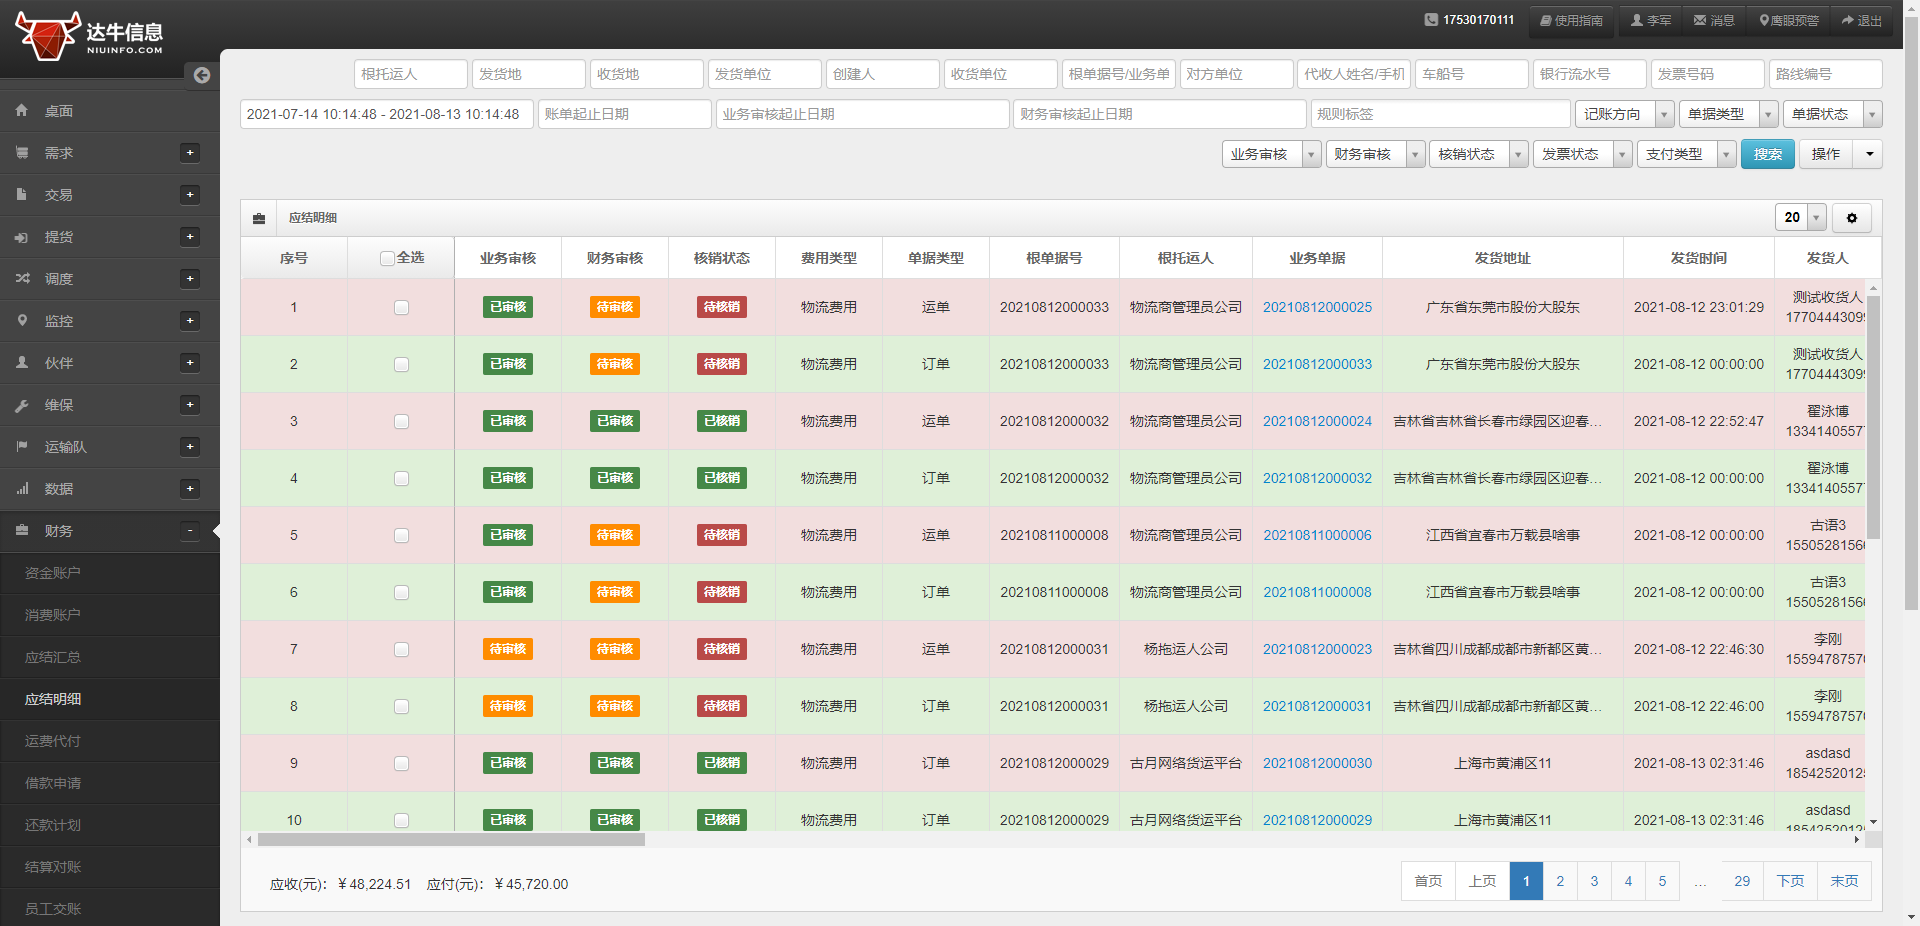 达牛信息
NIUINFO.COM
17530170111
使用指南
李军
消息
鹰眼预警
退出
桌面
需求
交易
提货
调度
监控
伙伴
维保
运输队
数据
财务
资金账户
消费账户
应结汇总
应结明细
运费代付
借款申请
还款计划
结算对账
员工交账
根托运人 发货地 收货地 发货单位 创建人 收货单位 根单据号/业务单 对方单位 代收人姓名/手机 车船号 银行流水号 发票号码 路线编号
2021-07-14 10:14:48 - 2021-08-13 10:14:48 账单起止日期 业务审核起止日期 财务审核起止日期 规则标签 记账方向 单据类型 单据状态
业务审核 财务审核 核销状态 发票状态 支付类型 搜索 操作
应结明细 20
序号 全选 业务审核 财务审核 核销状态 费用类型 单据类型 根单据号 根托运人 业务单据 发货地址 发货时间 发货人
1 已审核 待审核 待核销 物流费用 运单 20210812000033 物流商管理员公司 20210812000025 广东省东莞市股份大股东 2021-08-12 23:01:29 测试收货人
1770444309
2 已审核 待审核 待核销 物流费用 订单 20210812000033 物流商管理员公司 20210812000033 广东省东莞市股份大股东 2021-08-12 00:00:00 测试收货人
1770444309
3 已审核 已审核 已核销 物流费用 运单 20210812000032 物流商管理员公司 20210812000024 吉林省吉林省长春市绿园区迎春... 2021-08-12 22:52:47 翟泳博
1334140557
4 已审核 已审核 已核销 物流费用 订单 20210812000032 物流商管理员公司 20210812000032 吉林省吉林省长春市绿园区迎春... 2021-08-12 00:00:00 翟泳博
1334140557
5 已审核 待审核 待核销 物流费用 运单 20210811000008 物流商管理员公司 20210811000006 江西省宜春市万载县啥事 2021-08-12 00:00:00 古语3
1550528156
6 已审核 待审核 待核销 物流费用 订单 20210811000008 物流商管理员公司 20210811000008 江西省宜春市万载县啥事 2021-08-12 00:00:00 古语3
1550528156
7 待审核 待审核 待核销 物流费用 运单 20210812000031 杨拖运人公司 20210812000023 吉林省四川成都成都市新都区黄... 2021-08-12 22:46:30 李刚
1559478757
8 待审核 待审核 待核销 物流费用 订单 20210812000031 杨拖运人公司 20210812000031 吉林省四川成都成都市新都区黄... 2021-08-12 22:46:00 李刚
1559478757
9 已审核 已审核 已核销 物流费用 运单 20210812000029 古月网络货运平台 20210812000030 上海市黄浦区11 2021-08-13 02:31:46 asdasd
1854252012
10 已审核 已审核 已核销 物流费用 订单 20210812000029 古月网络货运平台 20210812000029 上海市黄浦区11 2021-08-13 02:31:46 asdasd
1854252012
应收(元): ￥48,224.51 应付(元): ￥45,720.00
首页 上页 1 2 3 4 5 ... 29 下页 末页